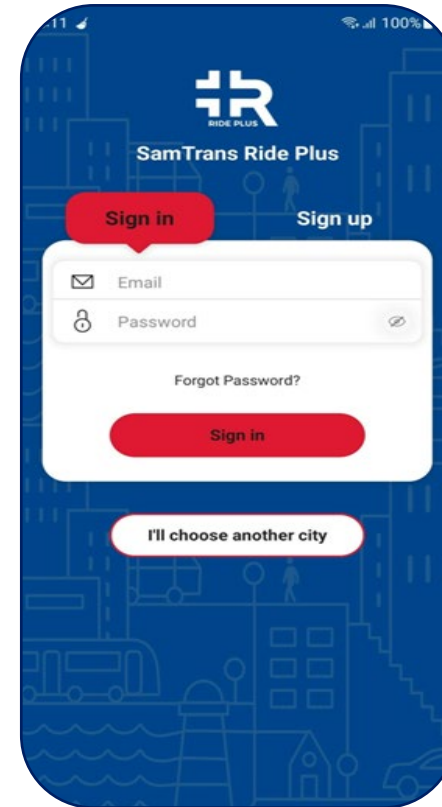 :11 100%
RIDE PLUS
SamTrans Ride Plus
Sign in Sign up
Email
Password
Forgot Password?
Sign in
I'll choose another city